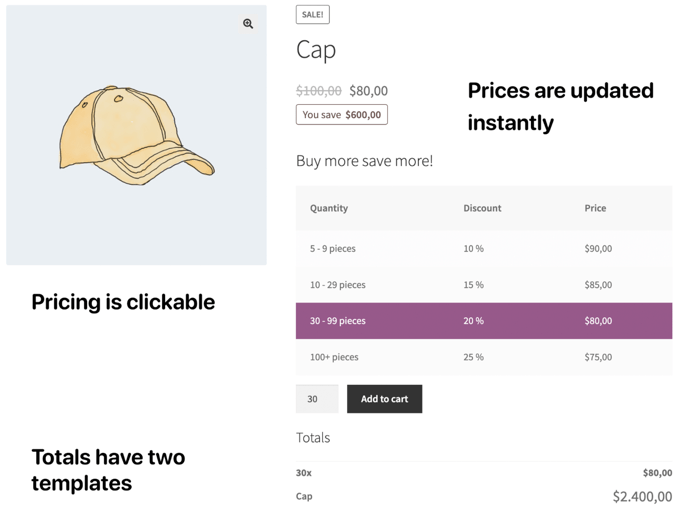 SALE!
Cap
$100,00 $80,00
You save $600,00
Prices are updated
instantly
Buy more save more!
Quantity Discount Price
5 - 9 pieces 10 % $90,00
10 - 29 pieces 15 % $85,00
30 - 99 pieces 20 % $80,00
100+ pieces 25 % $75,00
30 Add to cart
Totals
30x $80,00
Cap $2.400,00
Pricing is clickable
Totals have two
templates